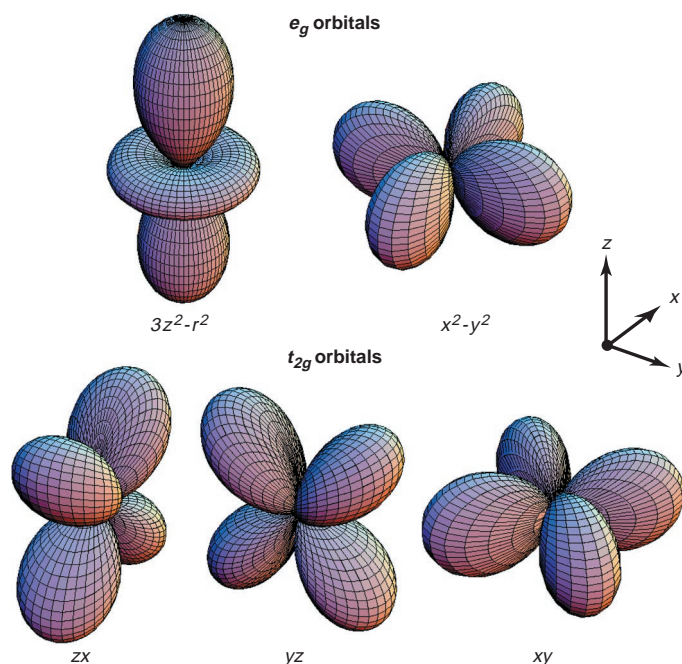 e_g orbitals
3z²-r²
x²-y²
z
x
y
t_2g orbitals
zx
yz
xy